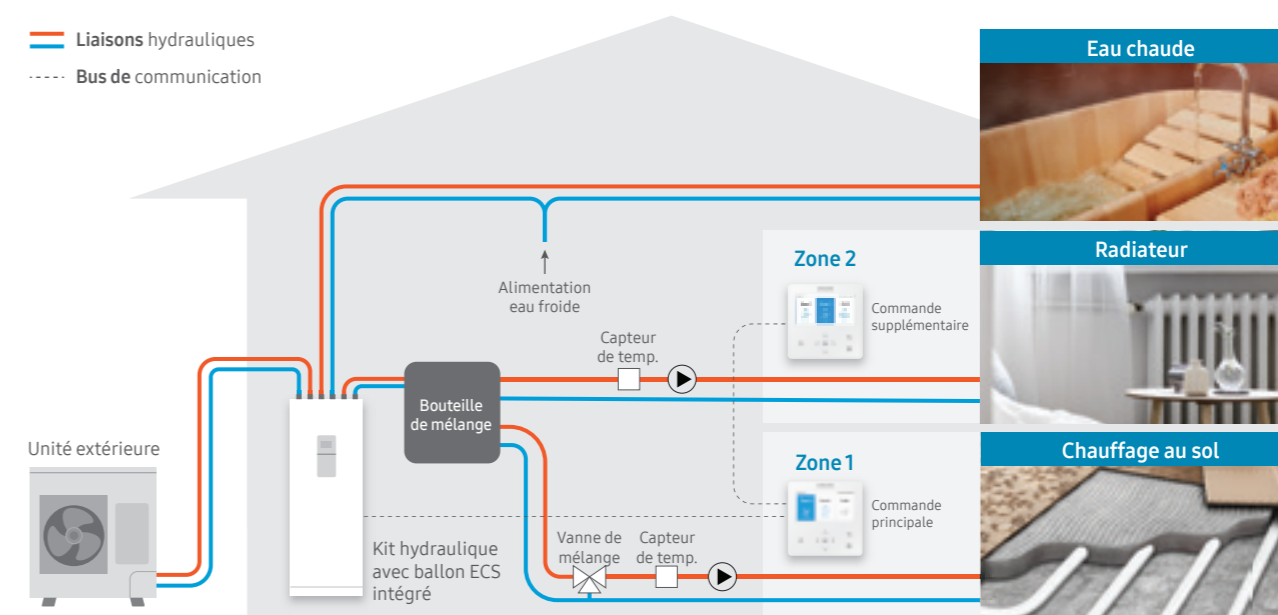 Liaisons hydrauliques
Bus de communication
Eau chaude
Alimentation
eau froide
Zone 2
Commande
supplémentaire
Radiateur
Capteur
de temp.
Bouteille
de mélange
Unité extérieure
Zone 1
Commande
principale
Chauffage au sol
Kit hydraulique
avec ballon ECS
intégré
Vanne de
mélange
Capteur
de temp.